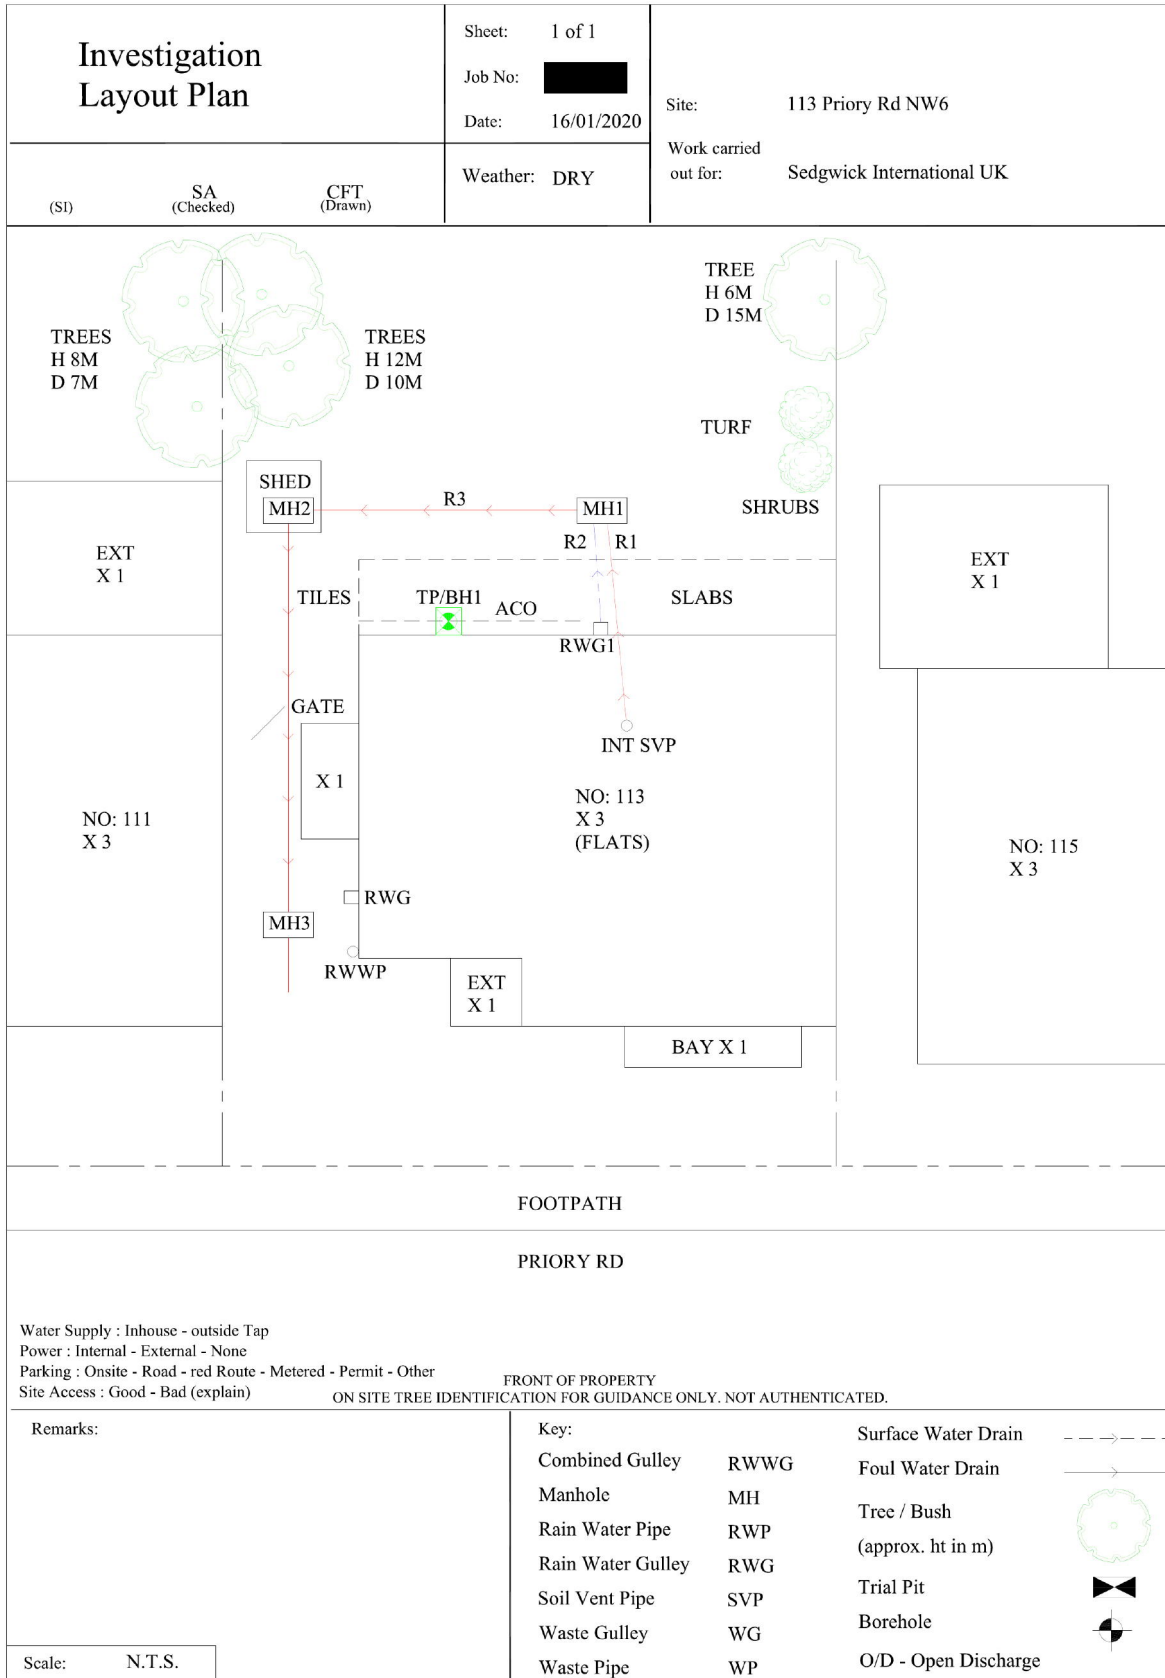 Investigation
Layout Plan
(SI)
SA
(Checked)
CFT
(Drawn)
Sheet: 1 of 1
Job No:
Date: 16/01/2020
Weather: DRY
Site: 113 Priory Rd NW6
Work carried
out for: Sedgwick International UK
TREES
H 8M
D 7M
TREES
H 12M
D 10M
TREE
H 6M
D 15M
TURF
SHRUBS
SHED
MH2
R3
MH1
R2
R1
EXT
X 1
EXT
X 1
TILES
TP/BH1
ACO
SLABS
RWG1
GATE
INT SVP
X 1
NO: 111
X 3
NO: 113
X 3
(FLATS)
NO: 115
X 3
RWG
MH3
RWWP
EXT
X 1
BAY X 1
FOOTPATH
PRIORY RD
Water Supply : Inhouse - outside Tap
Power : Internal - External - None
Parking : Onsite - Road - red Route - Metered - Permit - Other
Site Access : Good - Bad (explain)
FRONT OF PROPERTY
ON SITE TREE IDENTIFICATION FOR GUIDANCE ONLY. NOT AUTHENTICATED.
Remarks:
Scale: N.T.S.
Key:
Combined Gulley RWWG
Manhole MH
Rain Water Pipe RWP
Rain Water Gulley RWG
Soil Vent Pipe SVP
Waste Gulley WG
Waste Pipe WP
Surface Water Drain
Foul Water Drain
Tree / Bush
(approx. ht in m)
Trial Pit
Borehole
O/D - Open Discharge